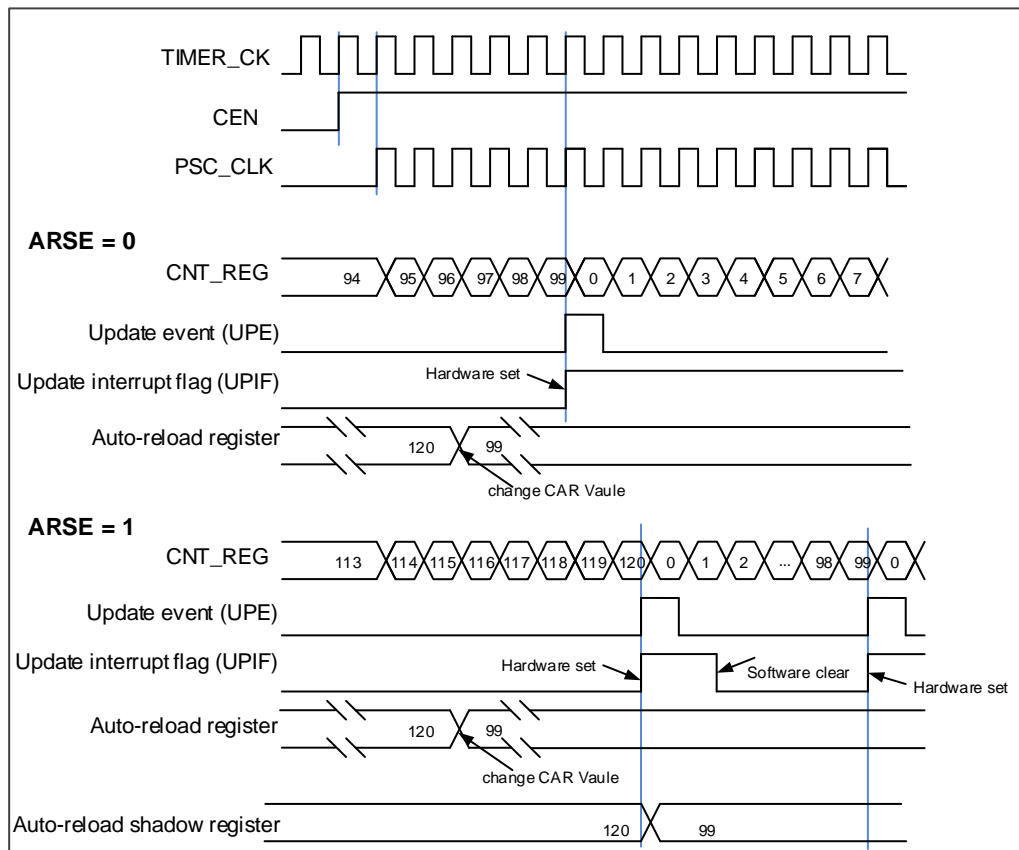 TIMER_CK
CEN
PSC_CLK
ARSE = 0
CNT_REG 94 95 96 97 98 99 0 1 2 3 4 5 6 7
Update event (UPE)
Update interrupt flag (UPIF) Hardware set
Auto-reload register 120 99
change CAR Vaule
ARSE = 1
CNT_REG 113 114 115 116 117 118 119 120 0 1 2 ... 98 99 0
Update event (UPE)
Update interrupt flag (UPIF) Hardware set Software clear Hardware set
Auto-reload register 120 99
change CAR Vaule
Auto-reload shadow register 120 99